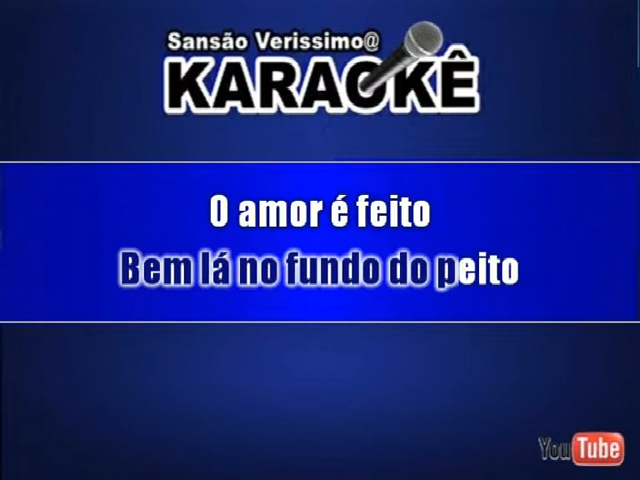 Sansão Verissimo@
KARAOKÊ
O amor é feito
Bem lá no fundo do peito
YouTube